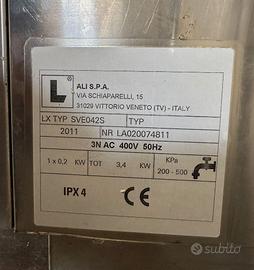 L
ALI S.P.A.
VIA SCHIAPARELLI, 15
31029 VITTORIO VENETO (TV) - ITALY
LX TYP SVE042S TYP
2011 NR LA020074811
3N AC 400V 50Hz
1 x 0,2 KW TOT 3,4 KW KPa 200 - 500
IPX 4 CE
subito